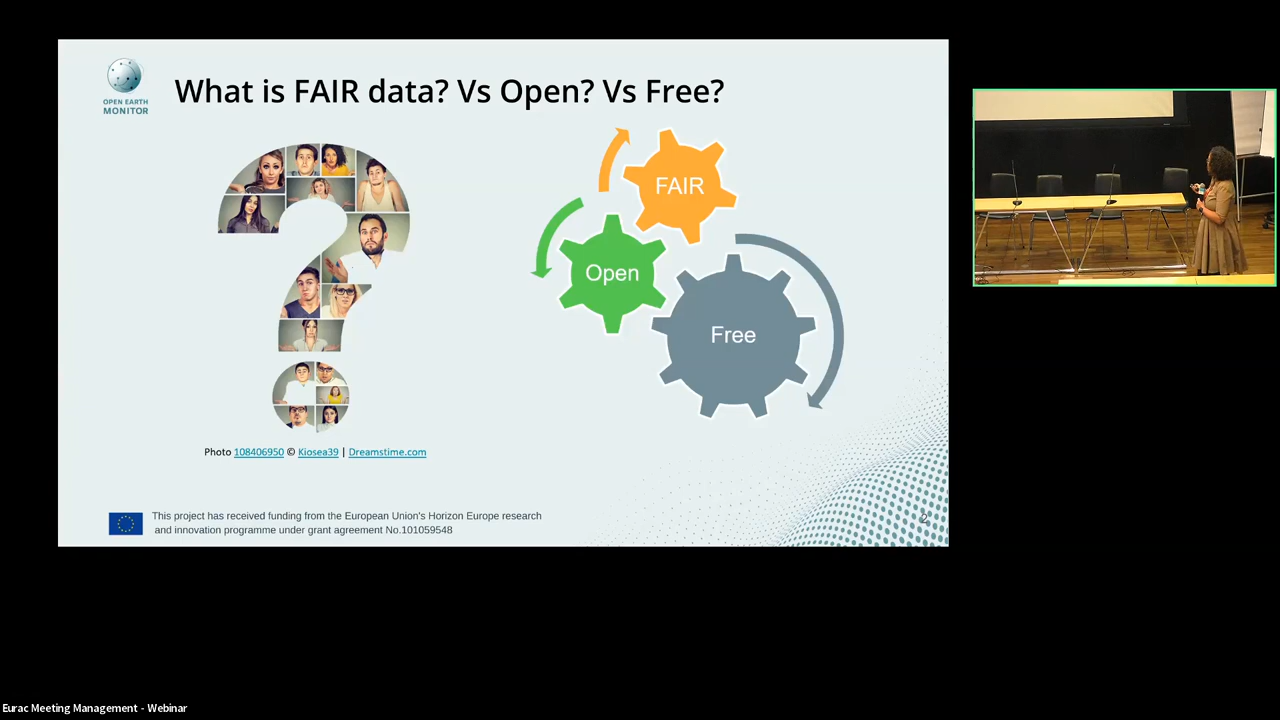 OPEN EARTH
MONITOR
What is FAIR data? Vs Open? Vs Free?
FAIR
Open
Free
Photo 108406950 © Kiosea39 | Dreamstime.com
This project has received funding from the European Union's Horizon Europe research
and innovation programme under grant agreement No.101059548
2
Eurac Meeting Management - Webinar